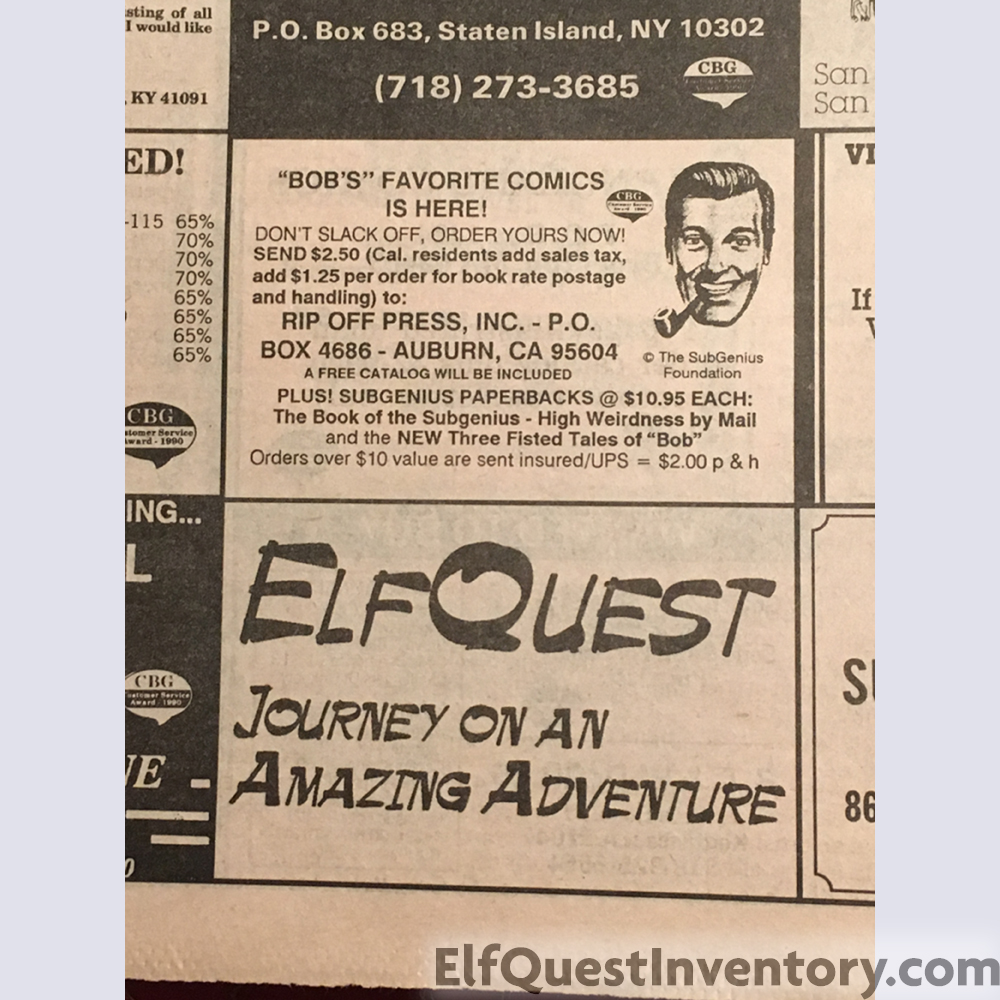 sting of all
I would like
, KY 41091
P.O. Box 683, Staten Island, NY 10302
(718) 273-3685
CBG
San
San
ED!
-115 65%
70%
70%
70%
65%
65%
65%
65%
CBG
Customer Service
Award - 1990
"BOB'S" FAVORITE COMICS
IS HERE!
CBG
Customer Service
Award - 1990
DON'T SLACK OFF, ORDER YOURS NOW!
SEND $2.50 (Cal. residents add sales tax,
add $1.25 per order for book rate postage
and handling) to:
RIP OFF PRESS, INC. - P.O.
BOX 4686 - AUBURN, CA 95604
A FREE CATALOG WILL BE INCLUDED
© The SubGenius
Foundation
PLUS! SUBGENIUS PAPERBACKS @ $10.95 EACH:
The Book of the Subgenius - High Weirdness by Mail
and the NEW Three Fisted Tales of "Bob"
Orders over $10 value are sent insured/UPS = $2.00 p & h
VI
If
ING...
L
CBG
Customer Service
Award - 1990
ELFQUEST
JOURNEY ON AN
AMAZING ADVENTURE
86
ElfQuestInventory.com